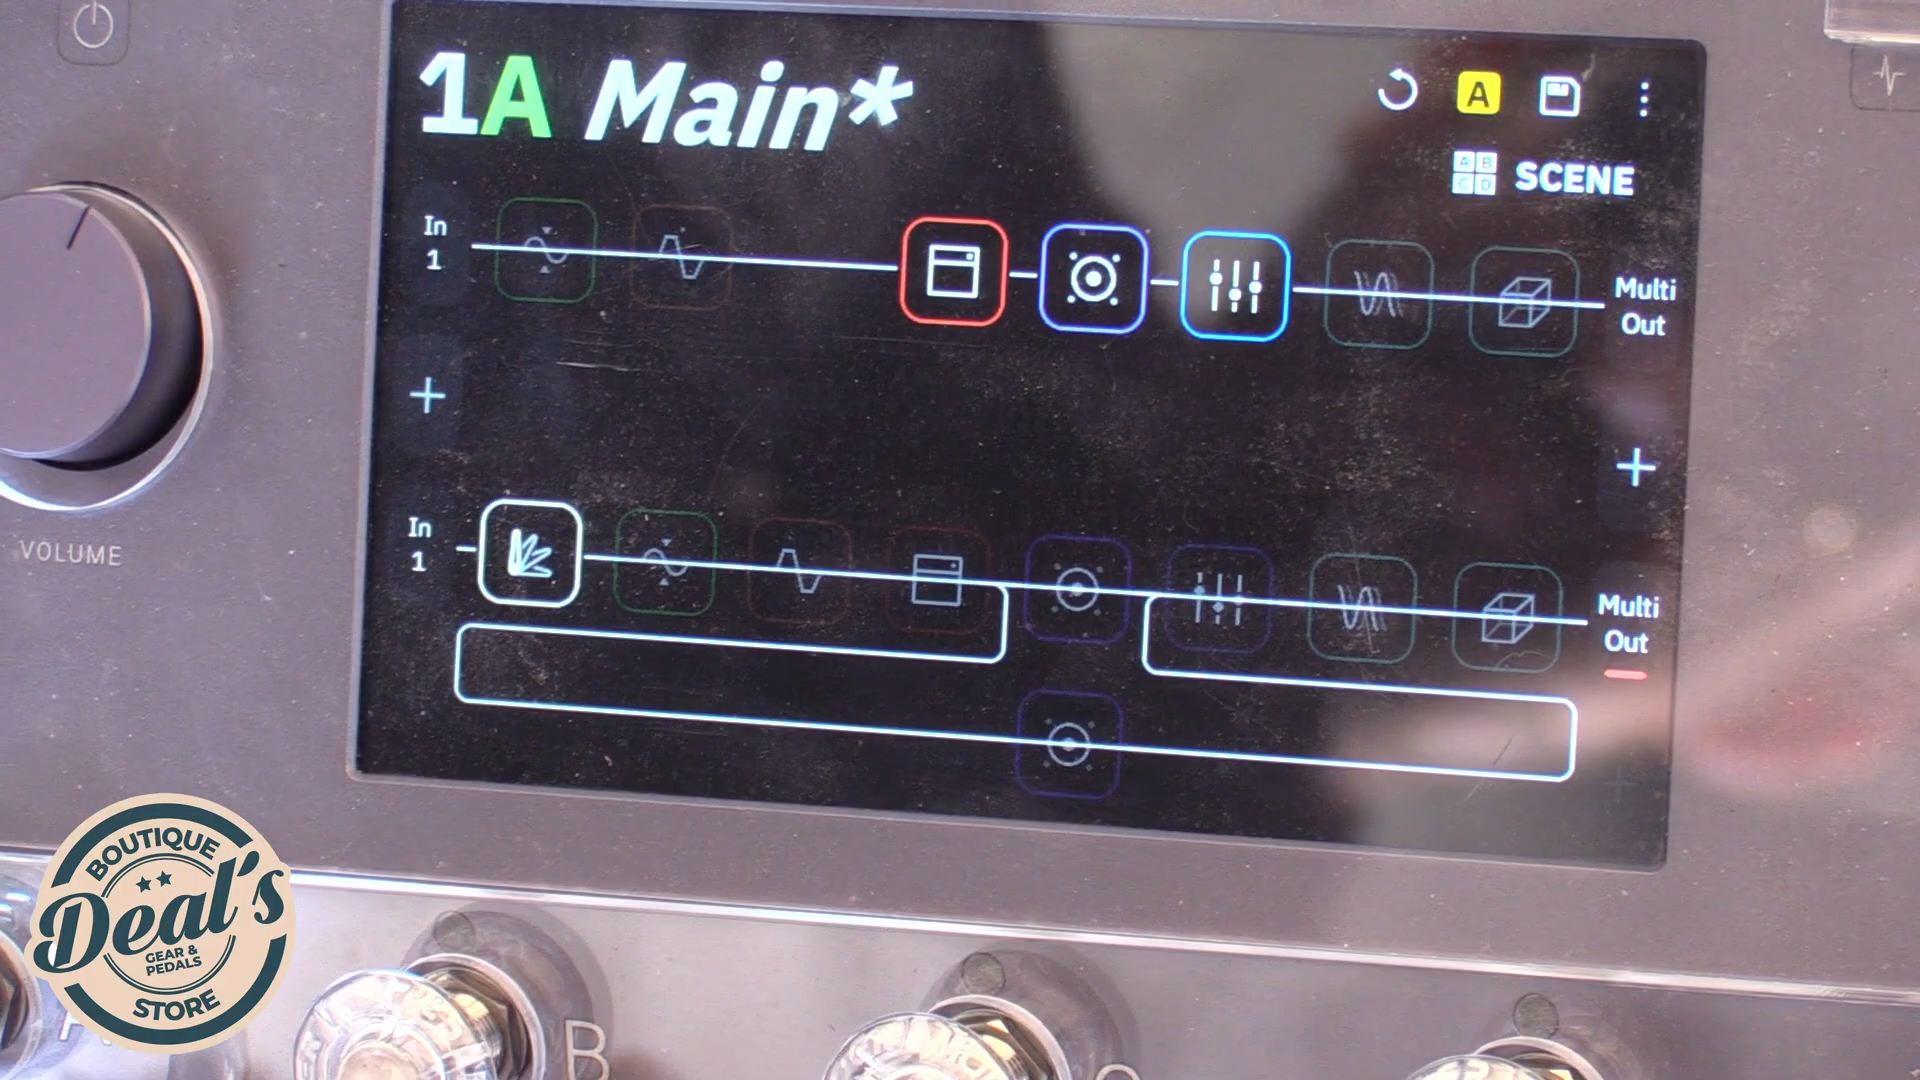 1A Main*
A
A B
C D
SCENE
In
1
Multi
Out
In
1
Multi
Out
VOLUME
BOUTIQUE
Deal's
GEAR &
PEDALS
STORE
B